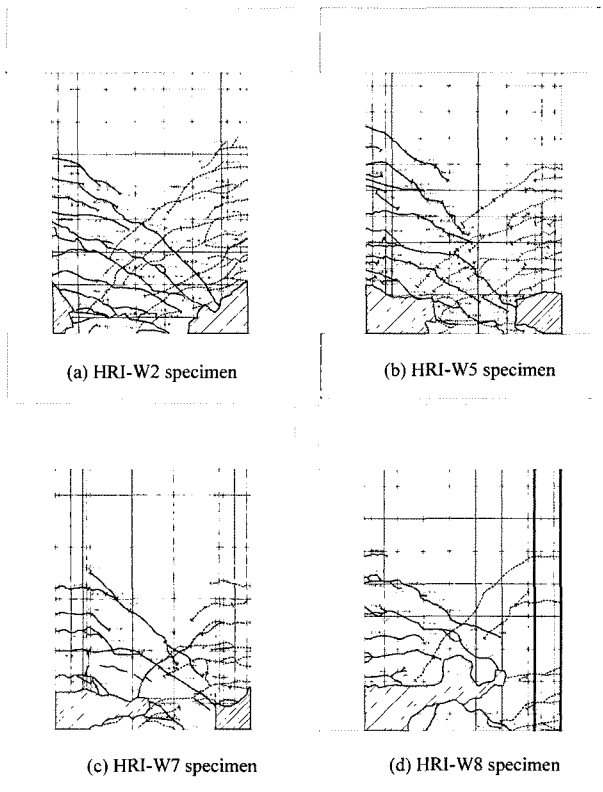 (a) HRI-W2 specimen
(b) HRI-W5 specimen
(c) HRI-W7 specimen
(d) HRI-W8 specimen